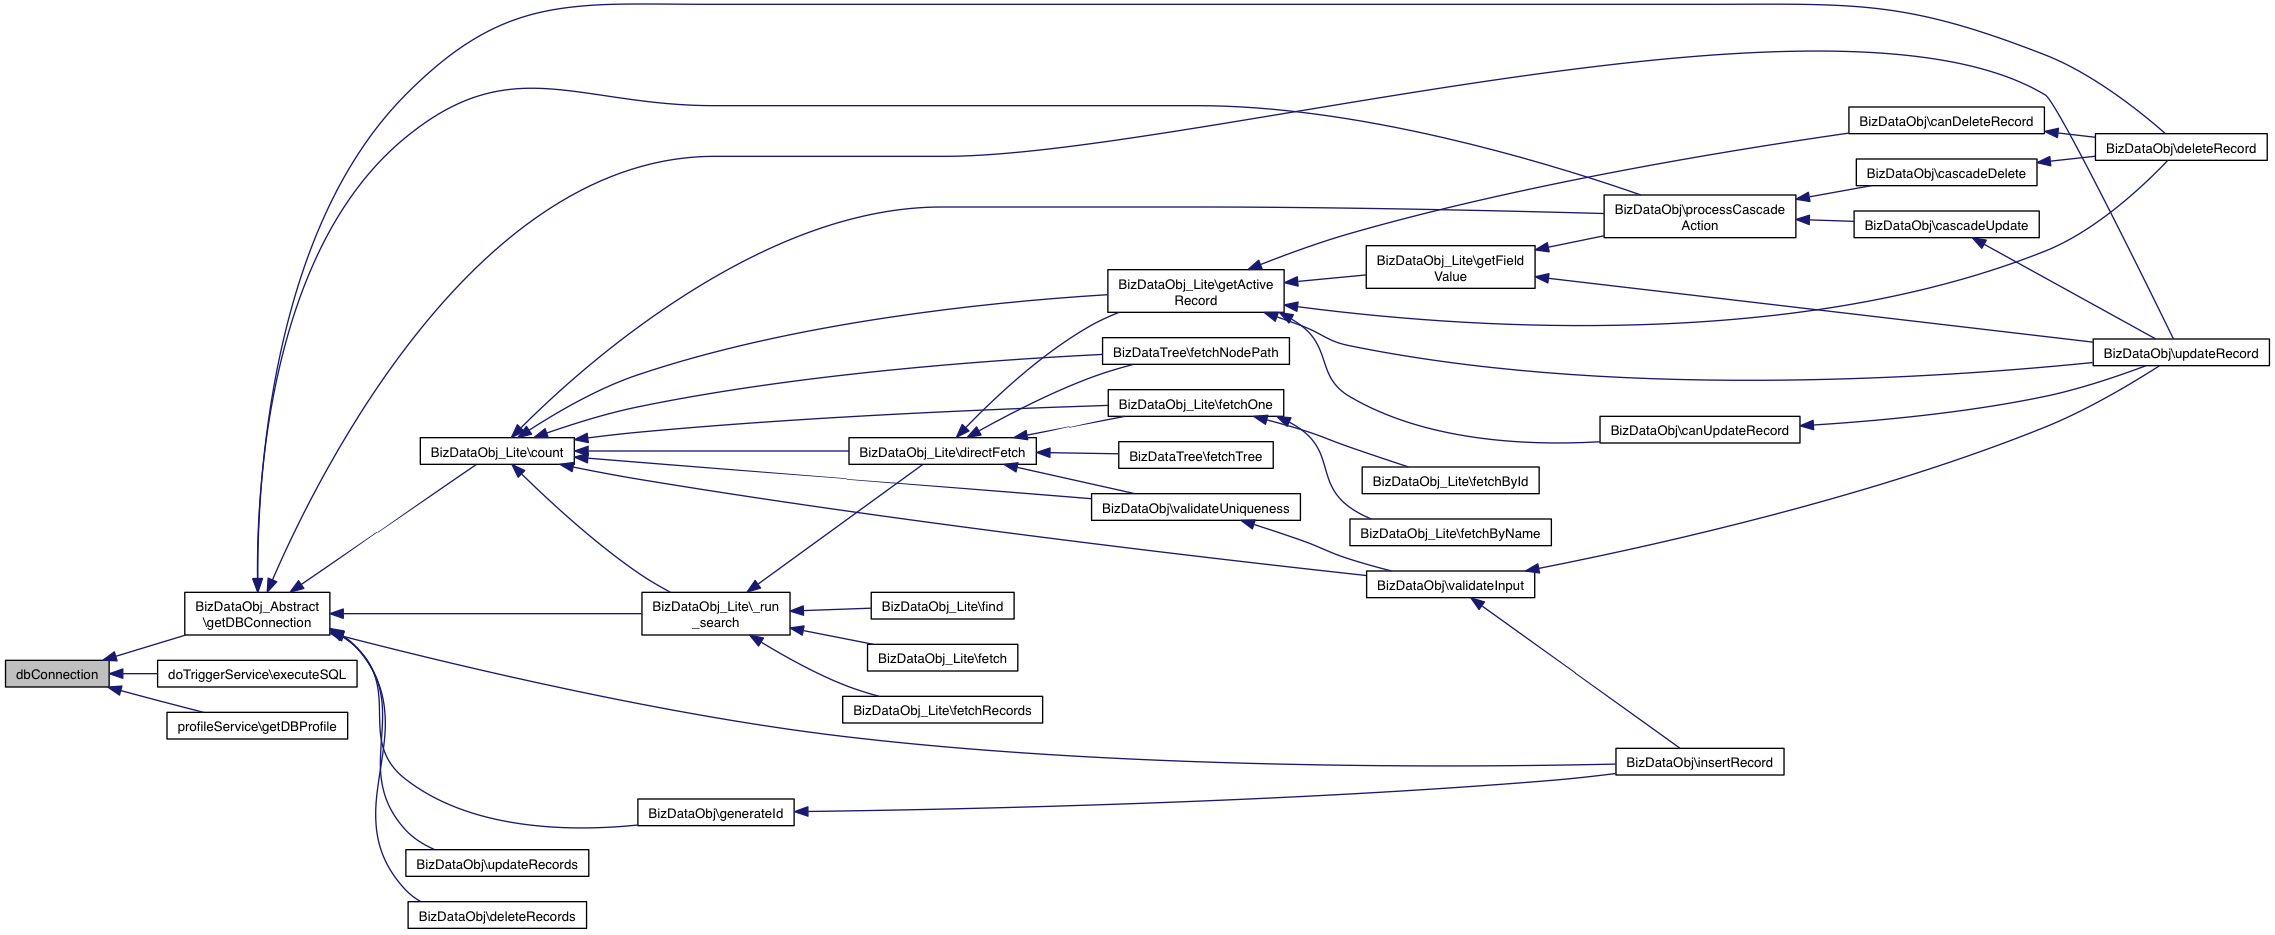 BizDataObj\canDeleteRecord
BizDataObj\deleteRecord
BizDataObj\cascadeDelete
BizDataObj\processCascade
Action
BizDataObj\cascadeUpdate
BizDataObj_Lite\getField
Value
BizDataObj_Lite\getActive
Record
BizDataTree\fetchNodePath
BizDataObj\updateRecord
BizDataObj_Lite\fetchOne
BizDataObj\canUpdateRecord
BizDataObj_Lite\count
BizDataObj_Lite\directFetch
BizDataTree\fetchTree
BizDataObj_Lite\fetchById
BizDataObj\validateUniqueness
BizDataObj_Lite\fetchByName
BizDataObj\validateInput
BizDataObj_Abstract
\getDBConnection
BizDataObj_Lite\_run
_search
BizDataObj_Lite\find
BizDataObj_Lite\fetch
dbConnection
doTriggerService\executeSQL
BizDataObj_Lite\fetchRecords
profileService\getDBProfile
BizDataObj\insertRecord
BizDataObj\generateId
BizDataObj\updateRecords
BizDataObj\deleteRecords